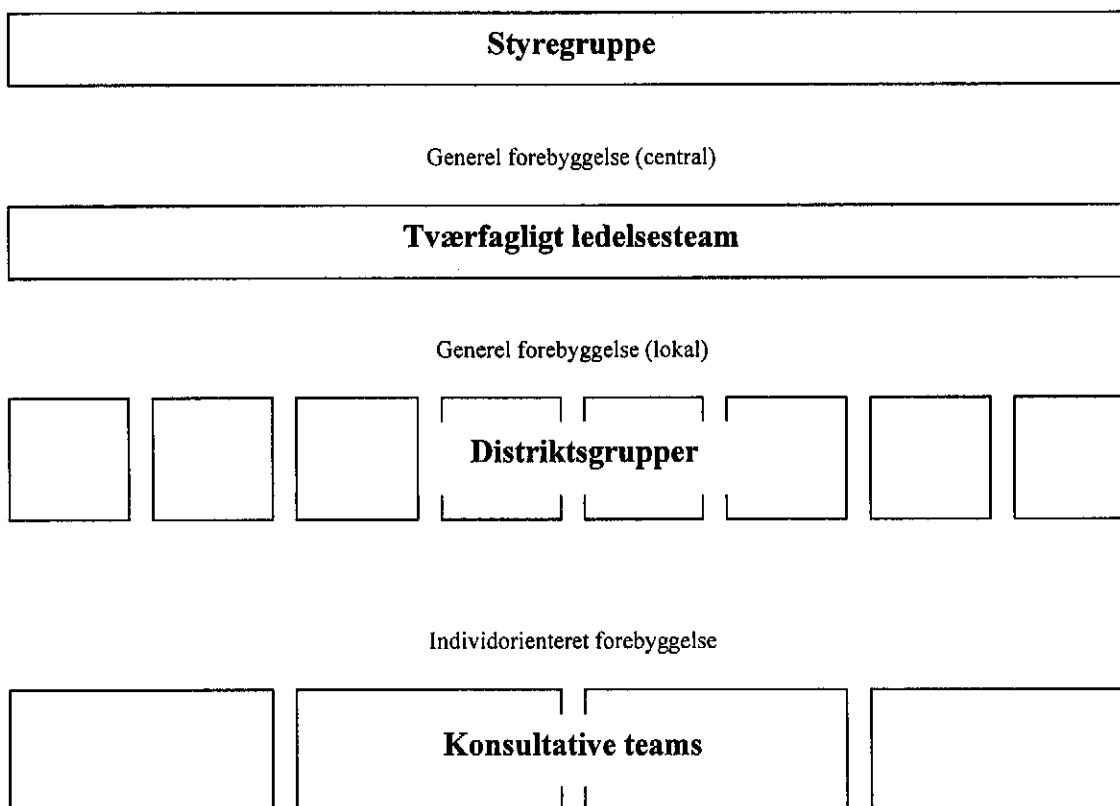 Styregruppe
Generel forebyggelse (central)
Tværfagligt ledelsesteam
Generel forebyggelse (lokal)
Distriktsgrupper
Individorienteret forebyggelse
Konsultative teams